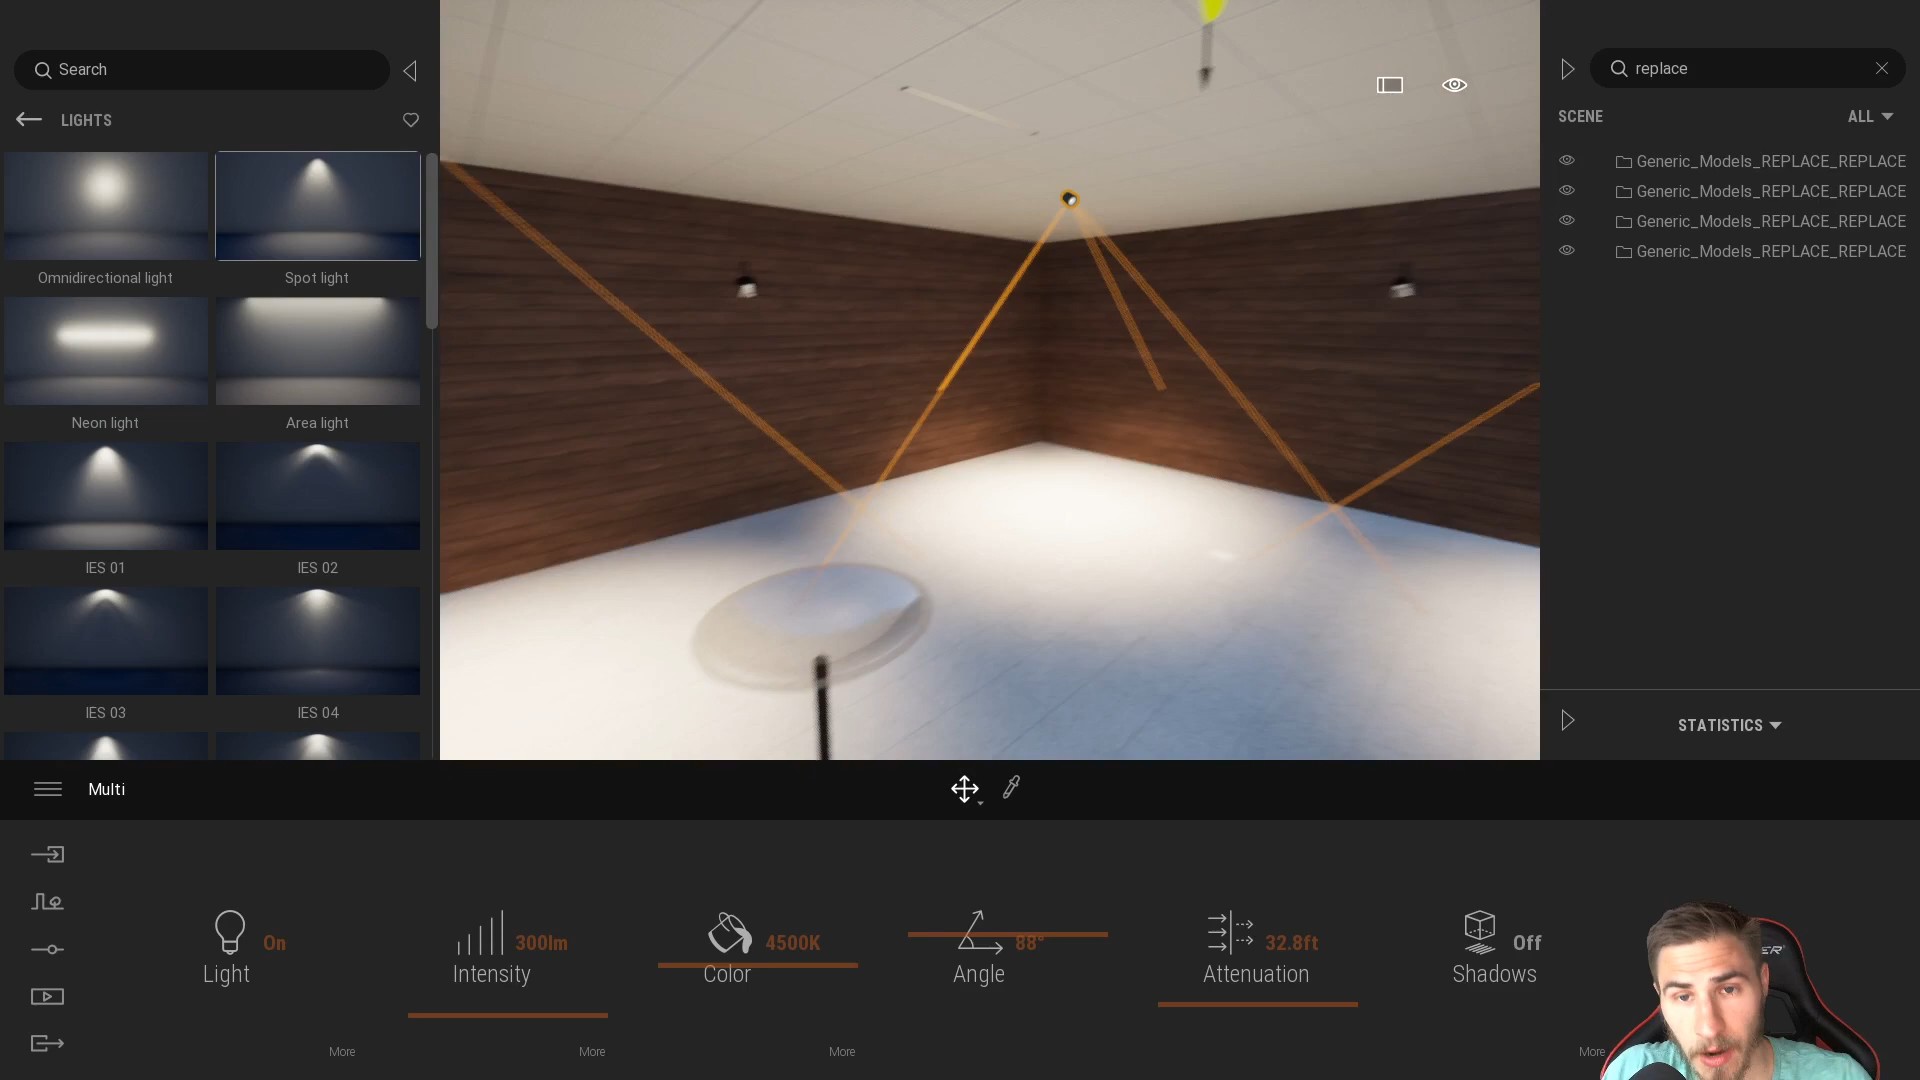 Search
LIGHTS
Omnidirectional light
Spot light
Neon light
Area light
IES 01
IES 02
IES 03
IES 04
replace
SCENE
ALL
Generic_Models_REPLACE_REPLACE
Generic_Models_REPLACE_REPLACE
Generic_Models_REPLACE_REPLACE
Generic_Models_REPLACE_REPLACE
STATISTICS
Multi
On
Light
300lm
Intensity
4500K
Color
88°
Angle
32.8ft
Attenuation
Off
Shadows
More
More
More
More